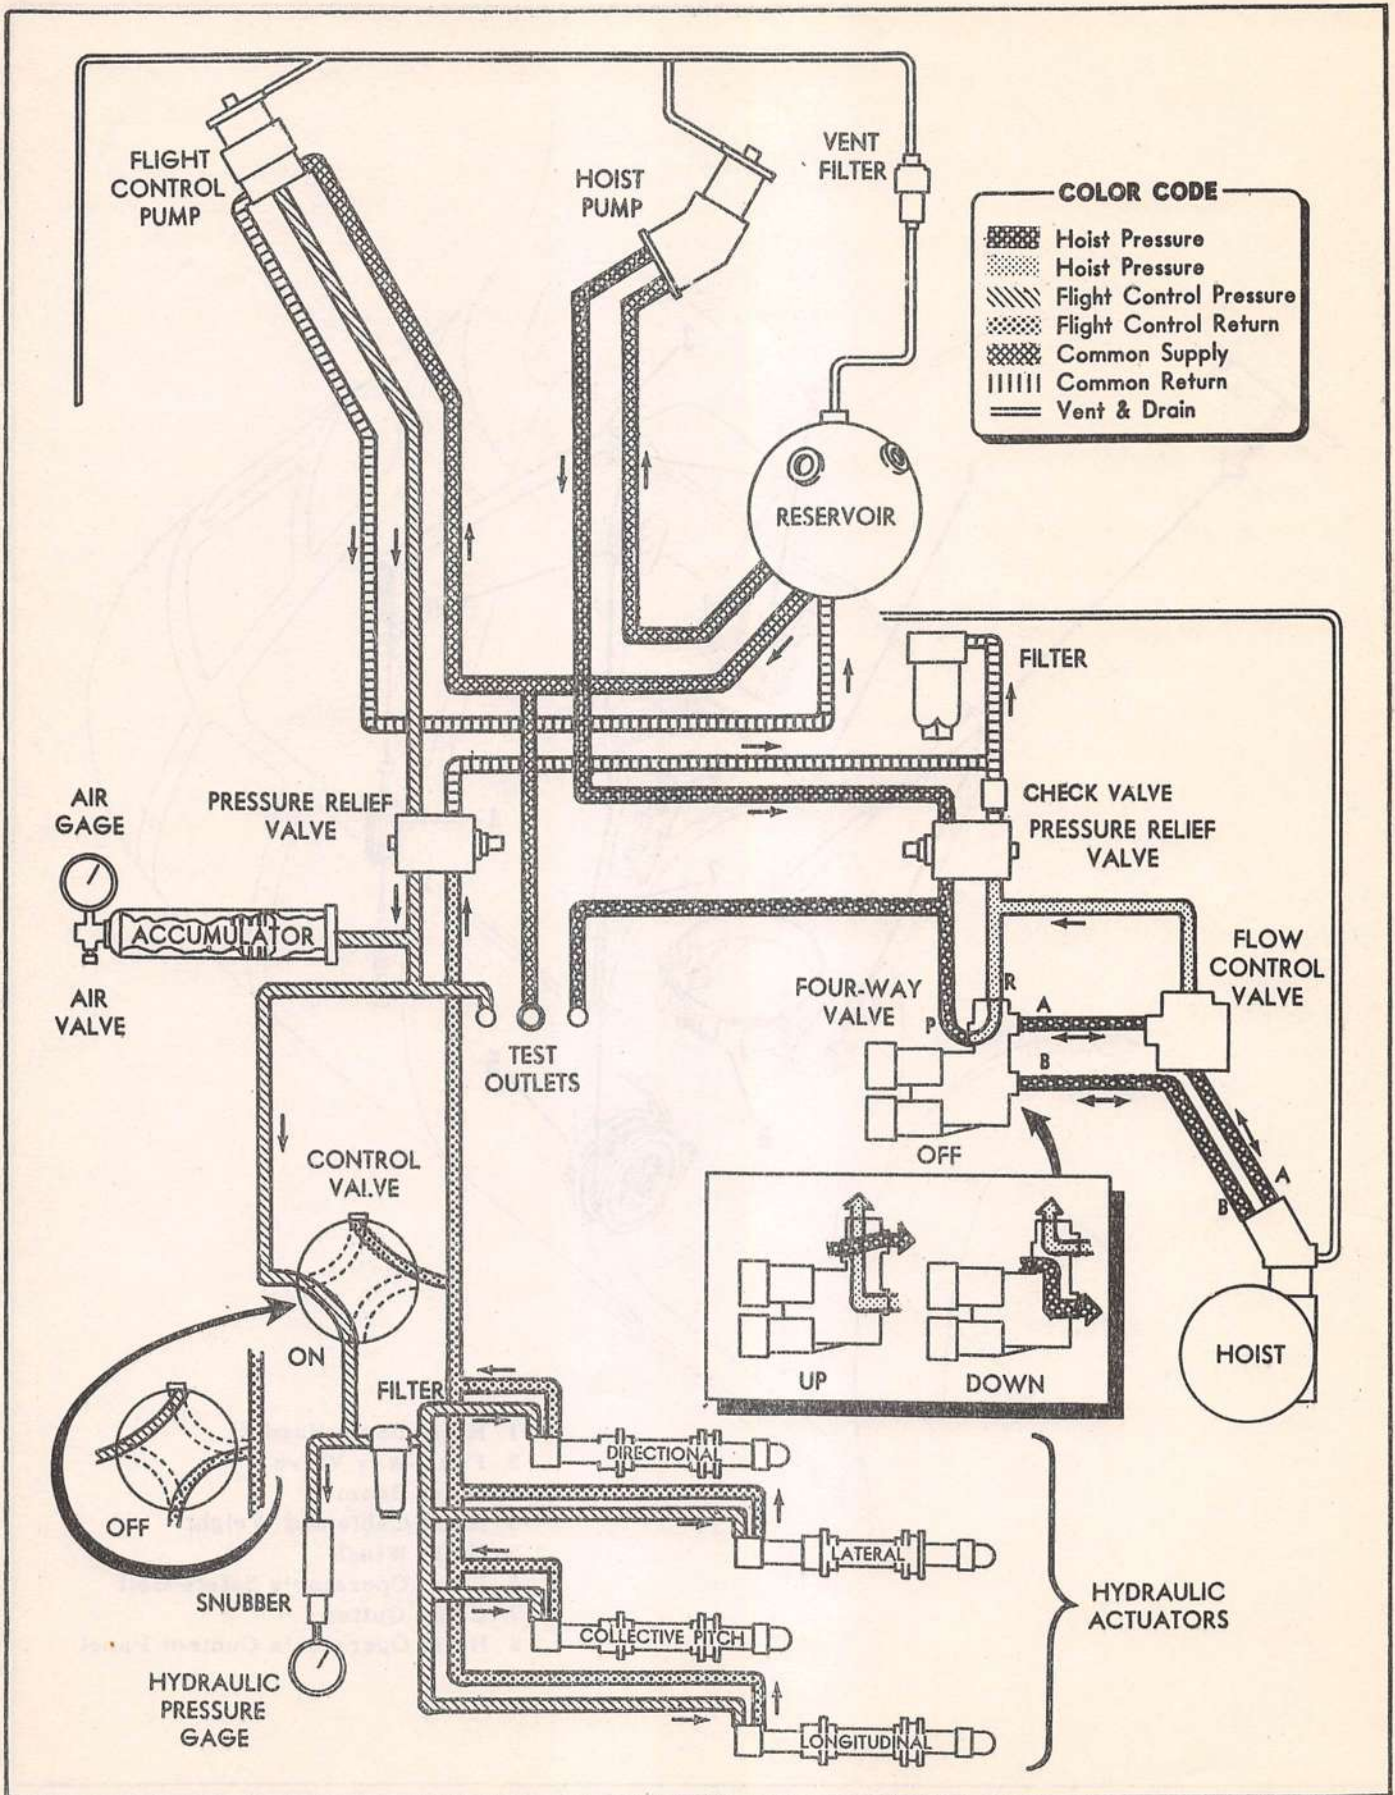 FLIGHT
CONTROL
PUMP
HOIST
PUMP
VENT
FILTER
COLOR CODE
Hoist Pressure
Hoist Pressure
Flight Control Pressure
Flight Control Return
Common Supply
Common Return
Vent & Drain
RESERVOIR
FILTER
AIR
GAGE
PRESSURE RELIEF
VALVE
CHECK VALVE
PRESSURE RELIEF
VALVE
ACCUMULATOR
AIR
VALVE
FLOW
CONTROL
VALVE
FOUR-WAY
VALVE
R
P
A
B
TEST
OUTLETS
OFF
CONTROL
VALVE
A
B
ON
UP
DOWN
HOIST
FILTER
OFF
DIRECTIONAL
LATERAL
SNUBBER
COLLECTIVE PITCH
HYDRAULIC
ACTUATORS
HYDRAULIC
PRESSURE
GAGE
LONGITUDINAL